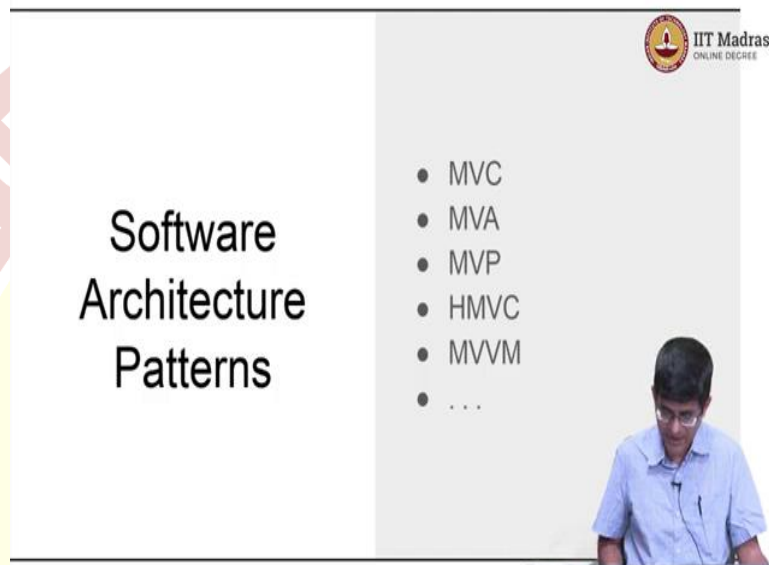 IIT Madras
ONLINE DEGREE
Software
Architecture
Patterns
• MVC
• MVA
• MVP
• HMVC
• MVVM
• . . .